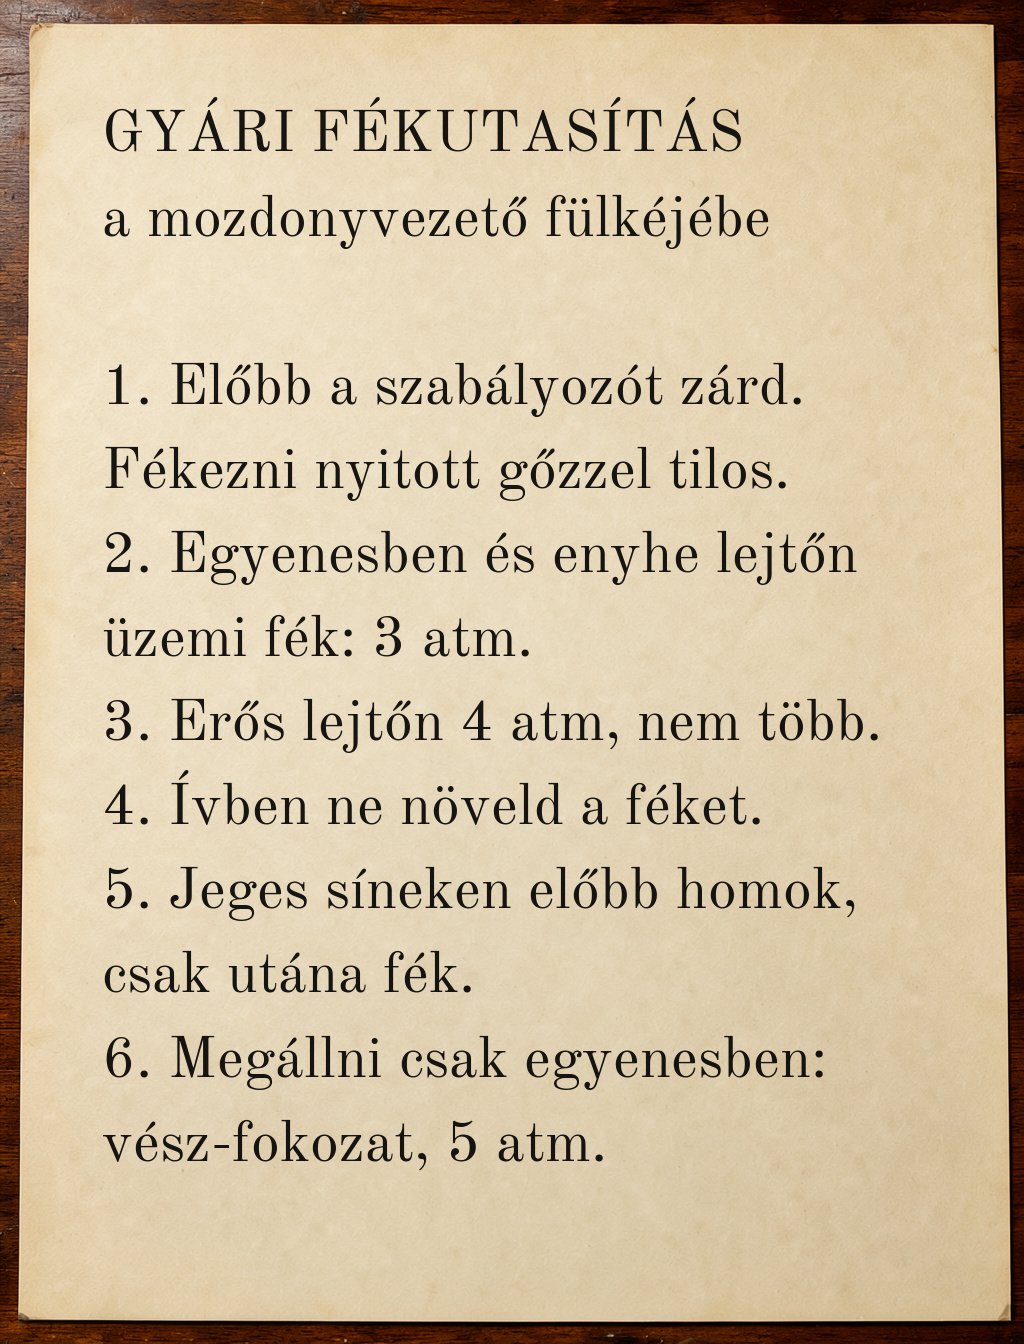 GYÁRI FÉKUTASÍTÁS
a mozdonyvezető fülkéjébe
1. Előbb a szabályozót zárd.
Fékezni nyitott gőzzel tilos.
2. Egyenesben és enyhe lejtőn
üzemi fék: 3 atm.
3. Erős lejtőn 4 atm, nem több.
4. Ívben ne növeld a féket.
5. Jeges síneken előbb homok,
csak utána fék.
6. Megállni csak egyenesben:
vész-fokozat, 5 atm.